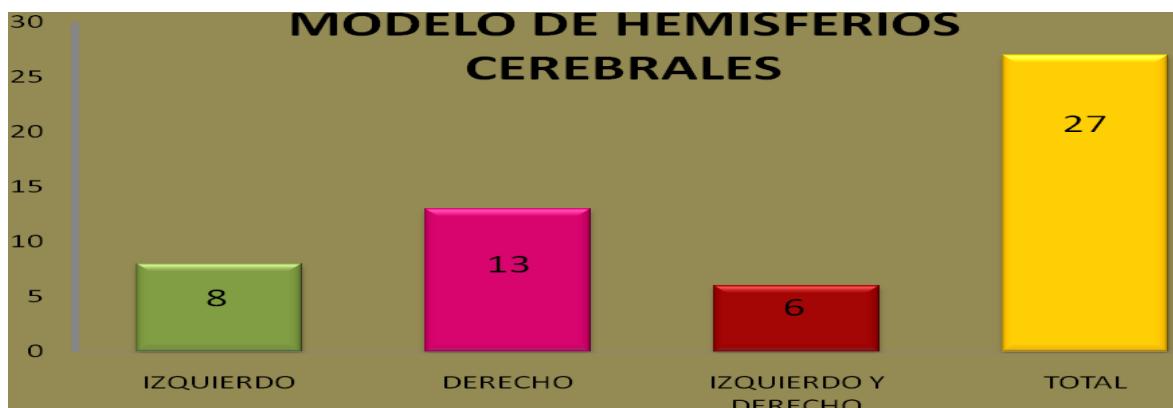 MODELO DE HEMISFERIOS
CEREBRALES
30
25
20
15
10
5
0
8
13
6
27
IZQUIERDO
DERECHO
IZQUIERDO Y
DERECHO
TOTAL